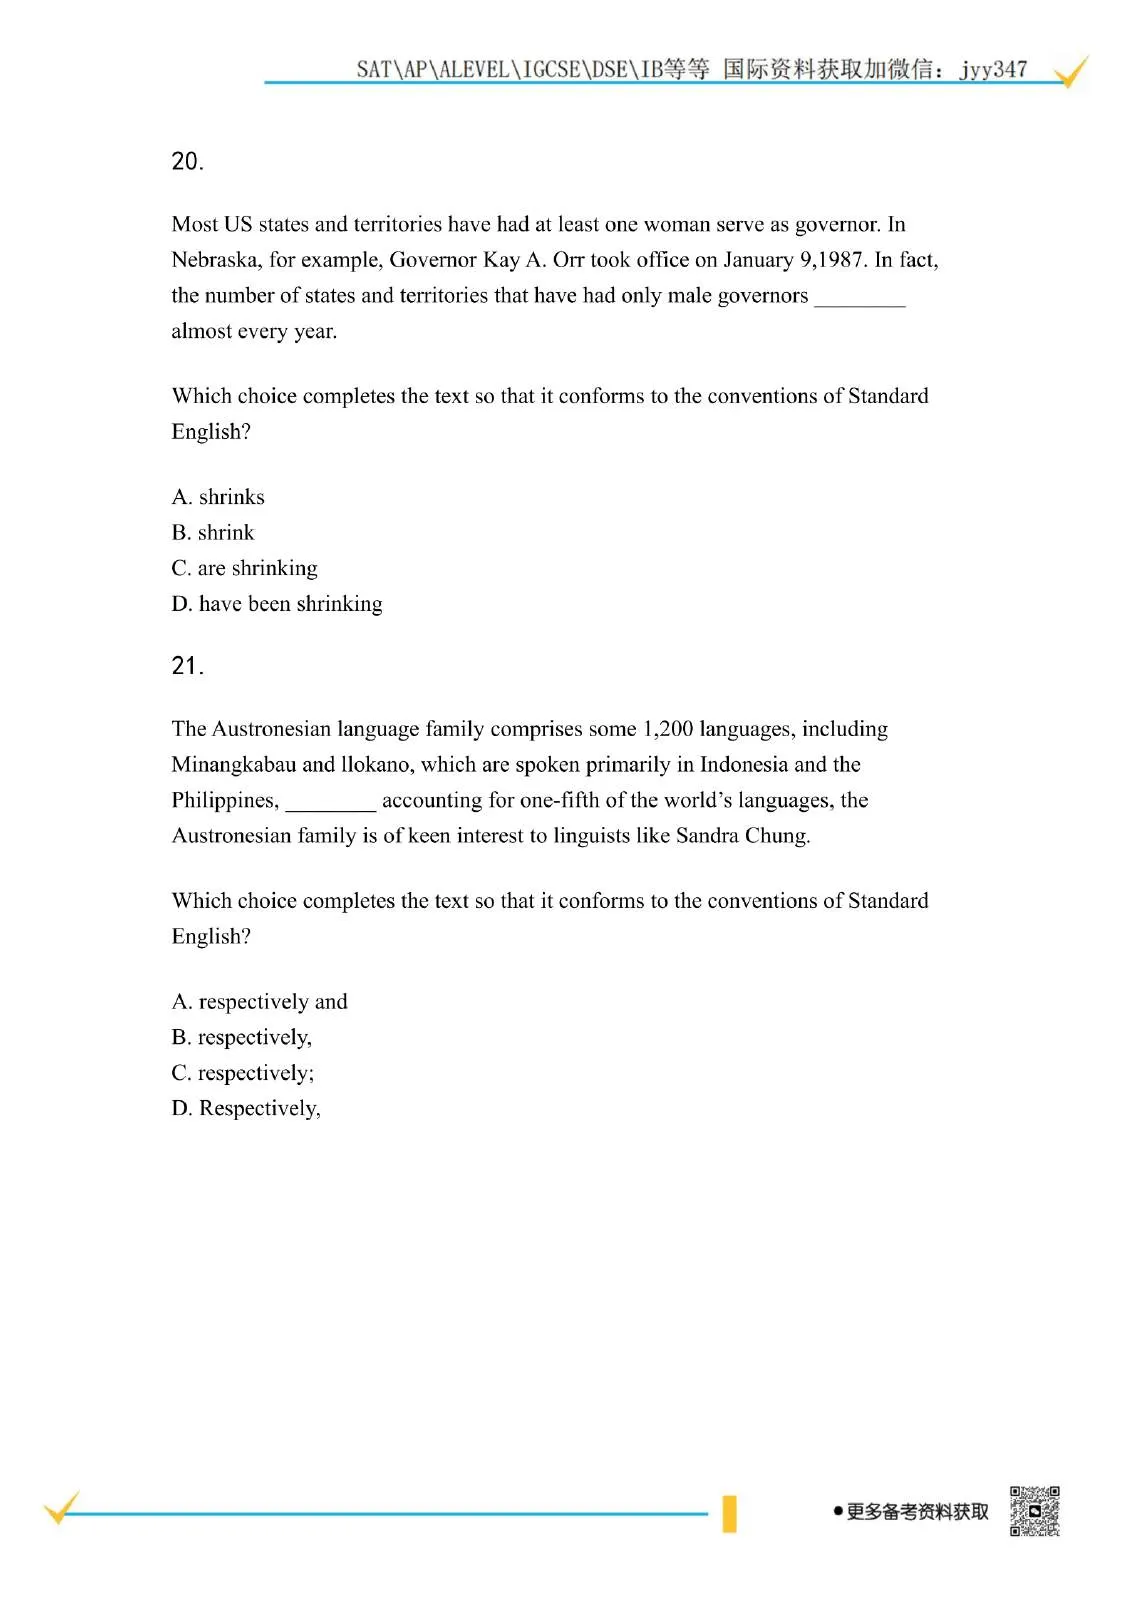 SAT\AP\ALEVEL\IGCSE\DSE\IB等等 国际资料获取加微信：jyy347
20.
Most US states and territories have had at least one woman serve as governor. In
Nebraska, for example, Governor Kay A. Orr took office on January 9,1987. In fact,
the number of states and territories that have had only male governors ________
almost every year.
Which choice completes the text so that it conforms to the conventions of Standard
English?
A. shrinks
B. shrink
C. are shrinking
D. have been shrinking
21.
The Austronesian language family comprises some 1,200 languages, including
Minangkabau and llokano, which are spoken primarily in Indonesia and the
Philippines, ________ accounting for one-fifth of the world’s languages, the
Austronesian family is of keen interest to linguists like Sandra Chung.
Which choice completes the text so that it conforms to the conventions of Standard
English?
A. respectively and
B. respectively,
C. respectively;
D. Respectively,
●更多备考资料获取